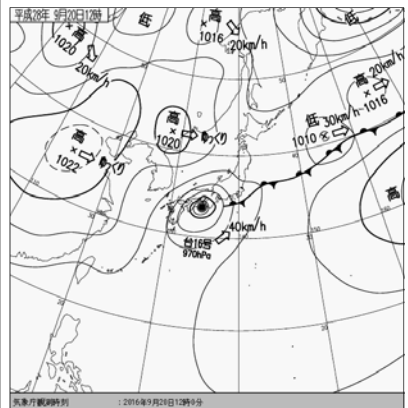 平成28年 9月20日12時
低
高
1016
20km/h
低
高
1020
20km/h
高
20km/h
1016
低
30km/h
1010
高
1020
ゆっくり
高
1022
ゆっくり
高
40km/h
台16号
970hPa
気象庁観測時刻 :2016年9月20日12時0分